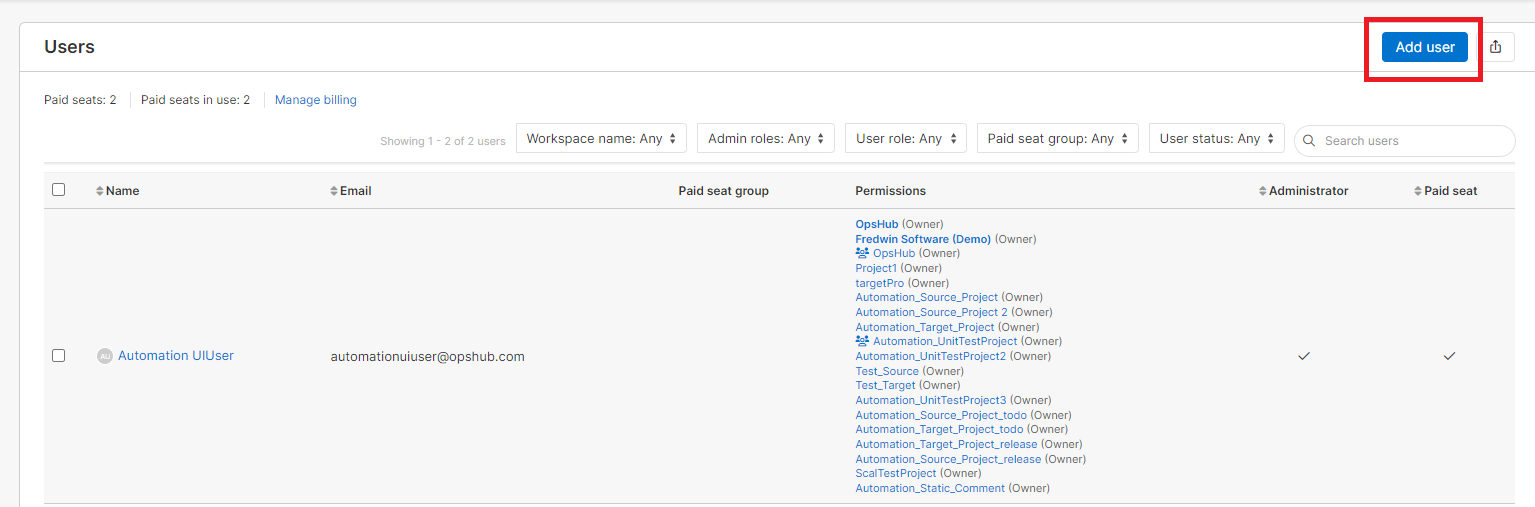 Users
Add user
Paid seats: 2 Paid seats in use: 2 Manage billing
Showing 1 - 2 of 2 users Workspace name: Any Admin roles: Any User role: Any Paid seat group: Any User status: Any Search users
Name Email Paid seat group Permissions Administrator Paid seat
AU Automation UIUser automationuiuser@opshub.com
OpsHub (Owner)
Fredwin Software (Demo) (Owner)
OpsHub (Owner)
Project1 (Owner)
targetPro (Owner)
Automation_Source_Project (Owner)
Automation_Source_Project 2 (Owner)
Automation_Target_Project (Owner)
Automation_UnitTestProject (Owner)
Automation_UnitTestProject2 (Owner)
Test_Source (Owner)
Test_Target (Owner)
Automation_UnitTestProject3 (Owner)
Automation_Source_Project_todo (Owner)
Automation_Target_Project_todo (Owner)
Automation_Target_Project_release (Owner)
Automation_Source_Project_release (Owner)
ScalTestProject (Owner)
Automation_Static_Comment (Owner)